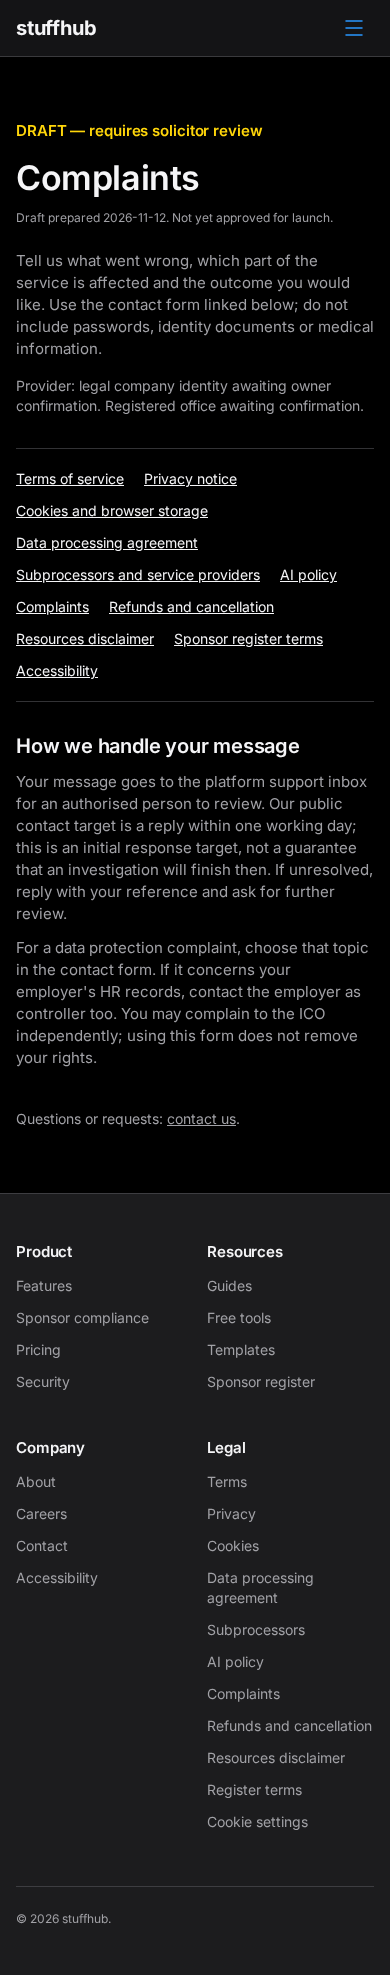 stuffhub
DRAFT — requires solicitor review
Complaints
Draft prepared 2026-11-12. Not yet approved for launch.
Tell us what went wrong, which part of the
service is affected and the outcome you would
like. Use the contact form linked below; do not
include passwords, identity documents or medical
information.
Provider: legal company identity awaiting owner
confirmation. Registered office awaiting confirmation.
Terms of service Privacy notice
Cookies and browser storage
Data processing agreement
Subprocessors and service providers AI policy
Complaints Refunds and cancellation
Resources disclaimer Sponsor register terms
Accessibility
How we handle your message
Your message goes to the platform support inbox
for an authorised person to review. Our public
contact target is a reply within one working day;
this is an initial response target, not a guarantee
that an investigation will finish then. If unresolved,
reply with your reference and ask for further
review.
For a data protection complaint, choose that topic
in the contact form. If it concerns your
employer's HR records, contact the employer as
controller too. You may complain to the ICO
independently; using this form does not remove
your rights.
Questions or requests: contact us.
Product
Features
Sponsor compliance
Pricing
Security
Resources
Guides
Free tools
Templates
Sponsor register
Company
About
Careers
Contact
Accessibility
Legal
Terms
Privacy
Cookies
Data processing
agreement
Subprocessors
AI policy
Complaints
Refunds and cancellation
Resources disclaimer
Register terms
Cookie settings
© 2026 stuffhub.